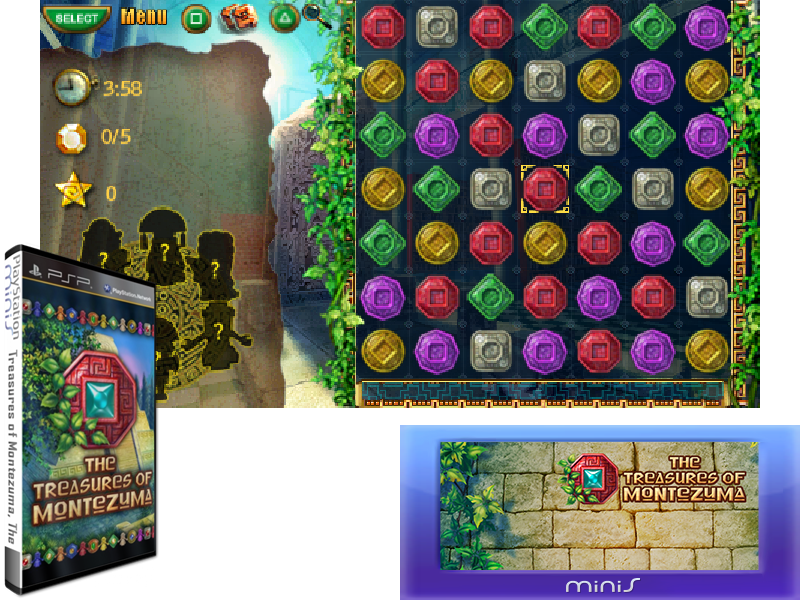 SELECT Menu
3:58
0/5
0
?
? ?
?
PSP
PlayStation Network
PlayStation minis Treasures of Montezuma, The
THE
TREASURES OF
MONTEZUMA
THE
TREASURES OF
MONTEZUMA
minis